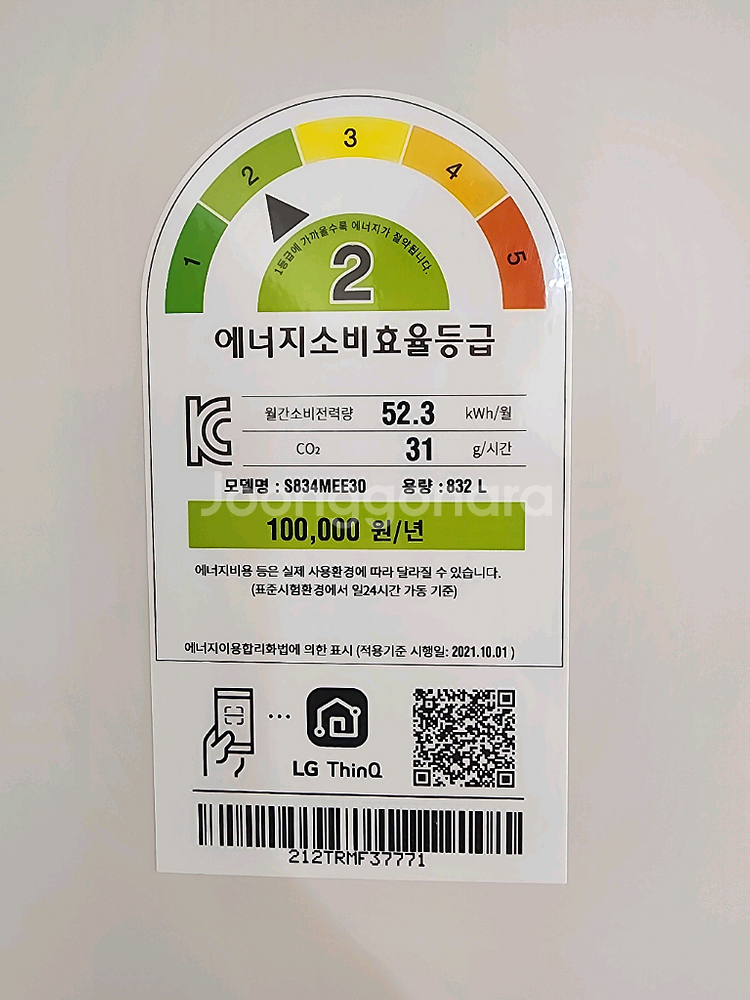 1 2 3 4 5
1등급에 가까울수록 에너지가 절약됩니다.
2
에너지소비효율등급
월간소비전력량 52.3 kWh/월
CO₂ 31 g/시간
모델명 : S834MEE30 용량 : 832 L
Joonggonara
100,000 원/년
에너지비용 등은 실제 사용환경에 따라 달라질 수 있습니다.
(표준시험환경에서 일24시간 가동 기준)
에너지이용합리화법에 의한 표시 (적용기준 시행일: 2021.10.01 )
LG ThinQ
212TRMF37771